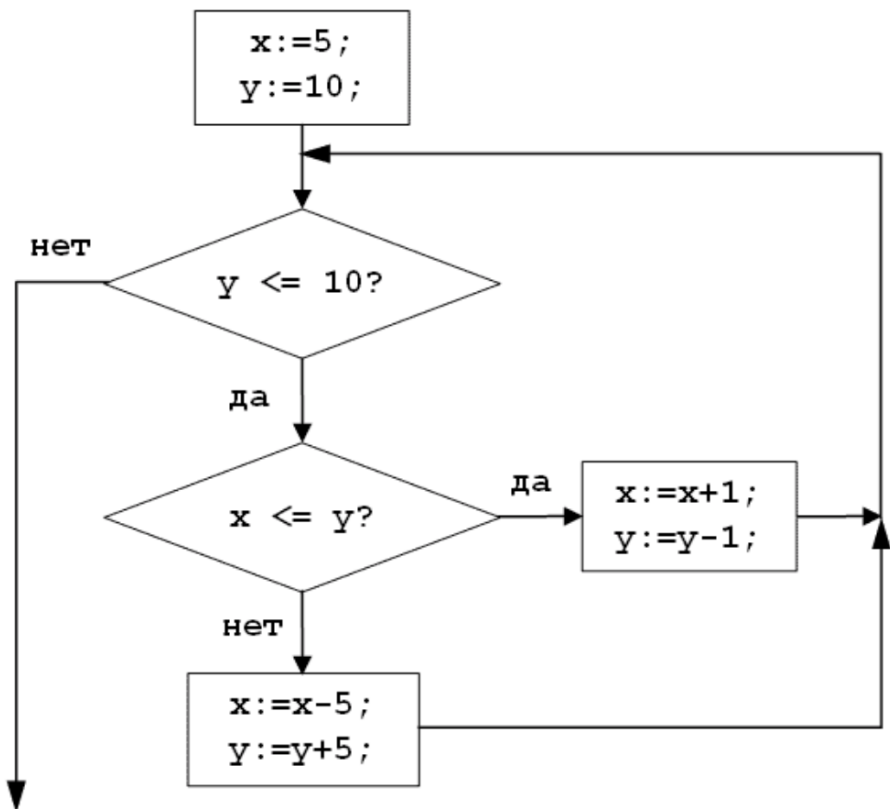 x:=5;
y:=10;
нет
y <= 10?
да
x <= y?
да
x:=x+1;
y:=y-1;
нет
x:=x-5;
y:=y+5;